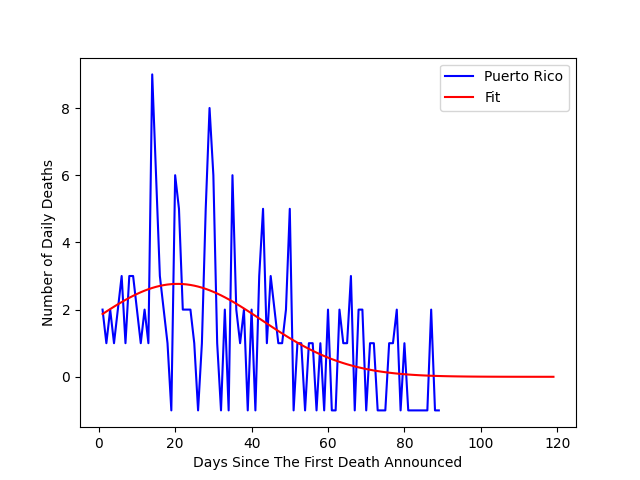 Puerto Rico
Fit
Number of Daily Deaths
8
6
4
2
0
0 20 40 60 80 100 120
Days Since The First Death Announced